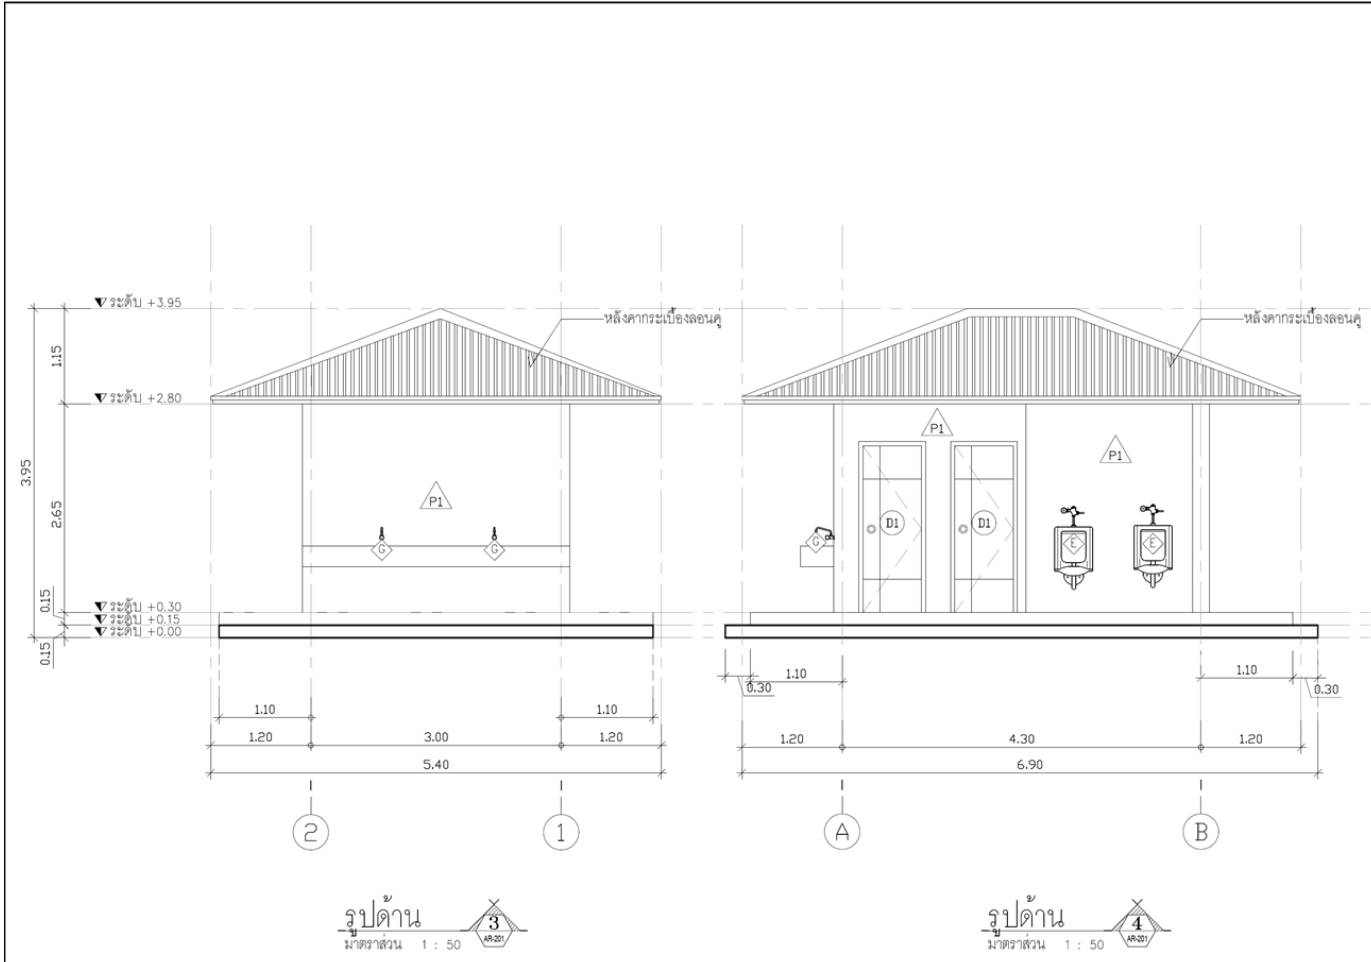 ระดับ +3.95
หลังคากระเบื้องลอนคู่
หลังคากระเบื้องลอนคู่
1.15
ระดับ +2.80
3.95
2.65
P1
P1
P1
D1
D1
G
G
G
E
E
0.15
ระดับ +0.30
ระดับ +0.15
ระดับ +0.00
0.15
1.10
1.10
0.30
0.30
1.10
1.10
1.20
3.00
1.20
1.20
4.30
1.20
5.40
6.90
2
1
A
B
รูปด้าน
3
AR-201
มาตราส่วน 1 : 50
รูปด้าน
4
AR-201
มาตราส่วน 1 : 50